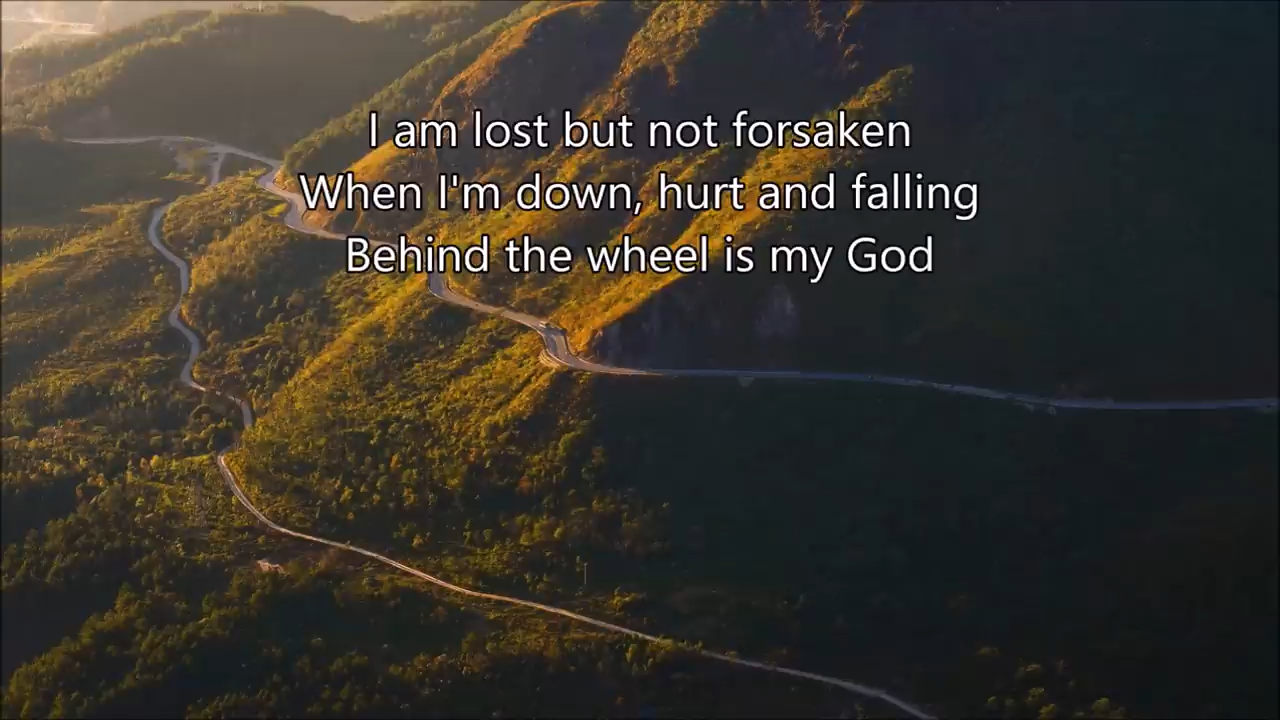 I am lost but not forsaken
When I'm down, hurt and falling
Behind the wheel is my God